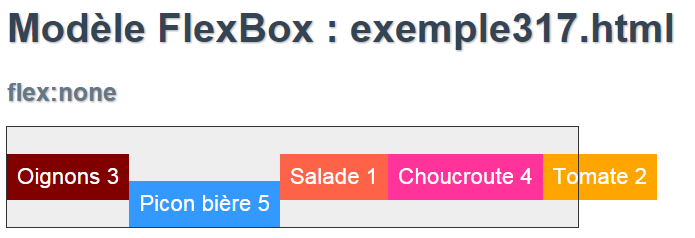 Modèle FlexBox : exemple317.html
flex:none
Oignons 3
Picon bière 5
Salade 1
Choucroute 4
Tomate 2